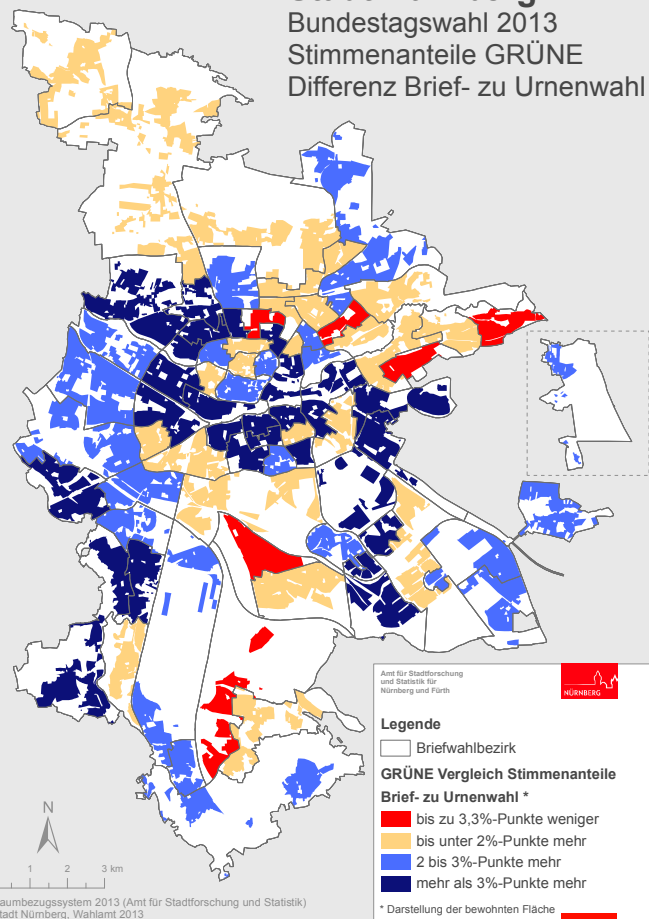 Bundestagswahl 2013
Stimmenanteile GRÜNE
Differenz Brief- zu Urnenwahl
Amt für Stadtforschung
und Statistik für
Nürnberg und Fürth
NÜRNBERG
Legende
Briefwahlbezirk
GRÜNE Vergleich Stimmenanteile
Brief- zu Urnenwahl *
bis zu 3,3%-Punkte weniger
bis unter 2%-Punkte mehr
2 bis 3%-Punkte mehr
mehr als 3%-Punkte mehr
* Darstellung der bewohnten Fläche
N
1 2 3 km
aumbezugssystem 2013 (Amt für Stadtforschung und Statistik)
tadt Nürnberg, Wahlamt 2013